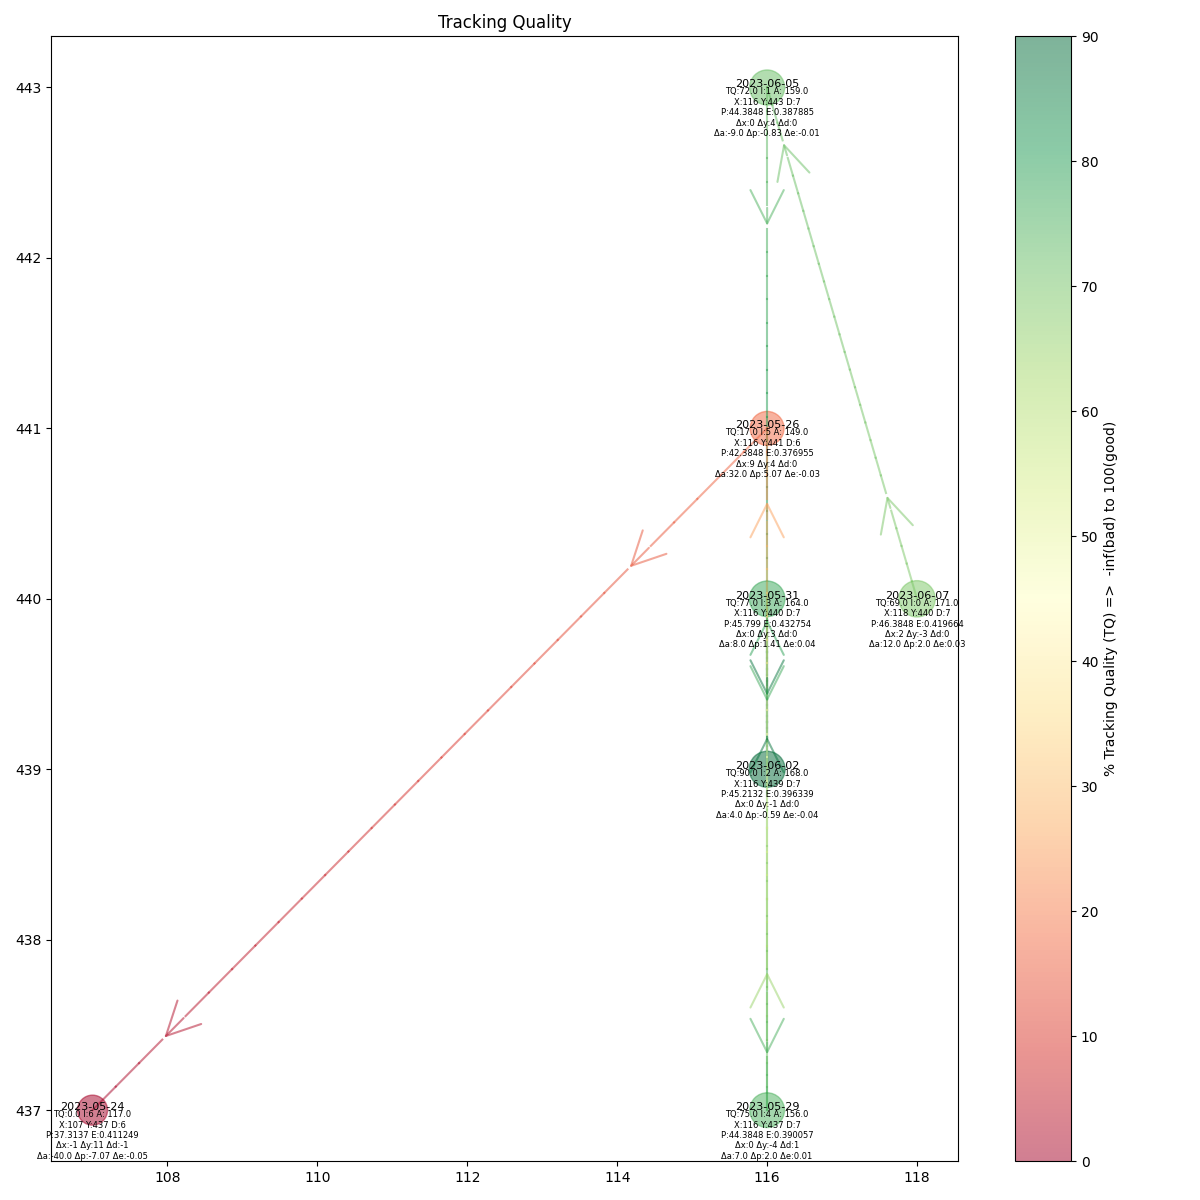 Tracking Quality
443
442
441
440
439
438
437
108
110
112
114
116
118
2023-06-05
TQ:72.0 I:1 A: 159.0
X:116 Y:443 D:7
P:44.3848 E:0.387885
Δx:0 Δy:4 Δd:0
Δa:-9.0 Δp:-0.83 Δe:-0.01
2023-05-26
TQ:17.0 I:5 A: 149.0
X:116 Y:441 D:6
P:42.3848 E:0.376955
Δx:9 Δy:4 Δd:0
Δa:32.0 Δp:5.07 Δe:-0.03
2023-05-31
TQ:77.0 I:3 A: 164.0
X:116 Y:440 D:7
P:45.799 E:0.432754
Δx:0 Δy:3 Δd:0
Δa:8.0 Δp:1.41 Δe:0.04
2023-06-07
TQ:69.0 I:0 A: 171.0
X:118 Y:440 D:7
P:46.3848 E:0.419664
Δx:2 Δy:-3 Δd:0
Δa:12.0 Δp:2.0 Δe:0.03
2023-06-02
TQ:90.0 I:2 A: 168.0
X:116 Y:439 D:7
P:45.2132 E:0.396339
Δx:0 Δy:-1 Δd:0
Δa:4.0 Δp:-0.59 Δe:-0.04
2023-05-24
TQ:0.0 I:6 A: 117.0
X:107 Y:437 D:6
P:37.3137 E:0.411249
Δx:-1 Δy:11 Δd:-1
Δa:-40.0 Δp:-7.07 Δe:-0.05
2023-05-29
TQ:75.0 I:4 A: 156.0
X:116 Y:437 D:7
P:44.3848 E:0.390057
Δx:0 Δy:-4 Δd:1
Δa:7.0 Δp:2.0 Δe:0.01
90
80
70
60
50
40
30
20
10
0
% Tracking Quality (TQ) => -inf(bad) to 100(good)